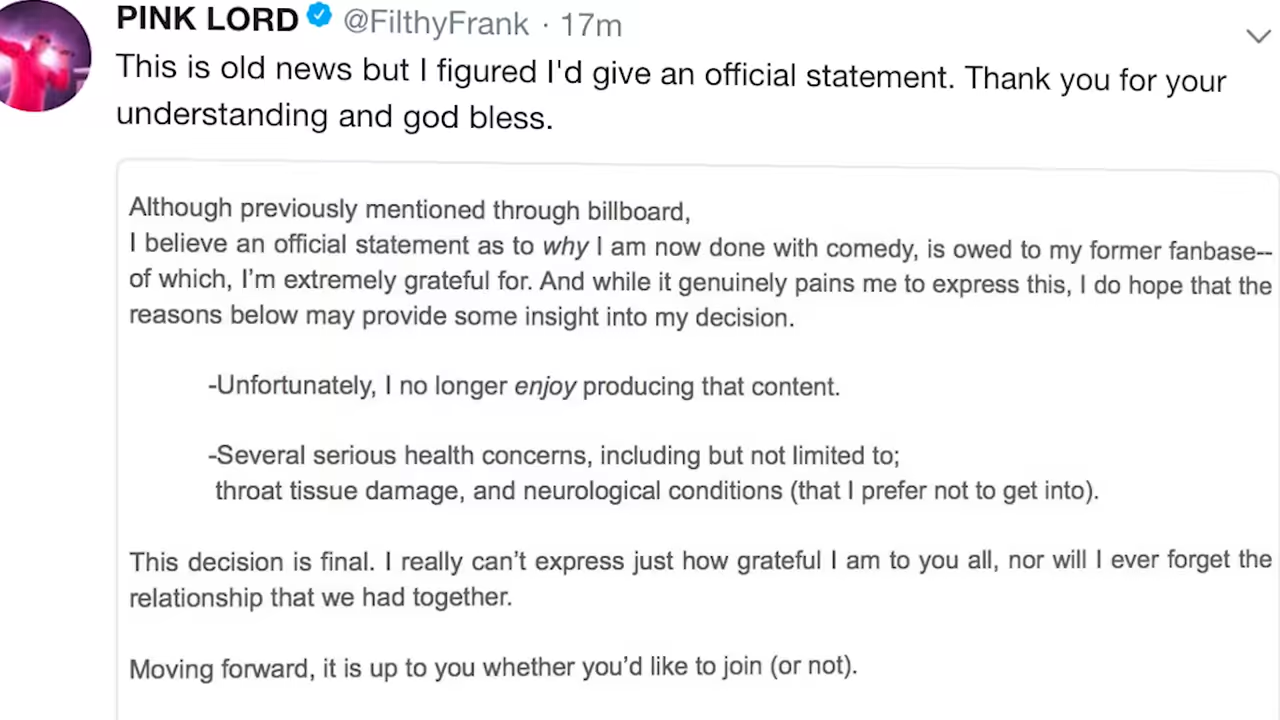 PINK LORD @FilthyFrank · 17m
This is old news but I figured I'd give an official statement. Thank you for your
understanding and god bless.
Although previously mentioned through billboard,
I believe an official statement as to why I am now done with comedy, is owed to my former fanbase--
of which, I'm extremely grateful for. And while it genuinely pains me to express this, I do hope that the
reasons below may provide some insight into my decision.
-Unfortunately, I no longer enjoy producing that content.
-Several serious health concerns, including but not limited to;
throat tissue damage, and neurological conditions (that I prefer not to get into).
This decision is final. I really can't express just how grateful I am to you all, nor will I ever forget the
relationship that we had together.
Moving forward, it is up to you whether you'd like to join (or not).